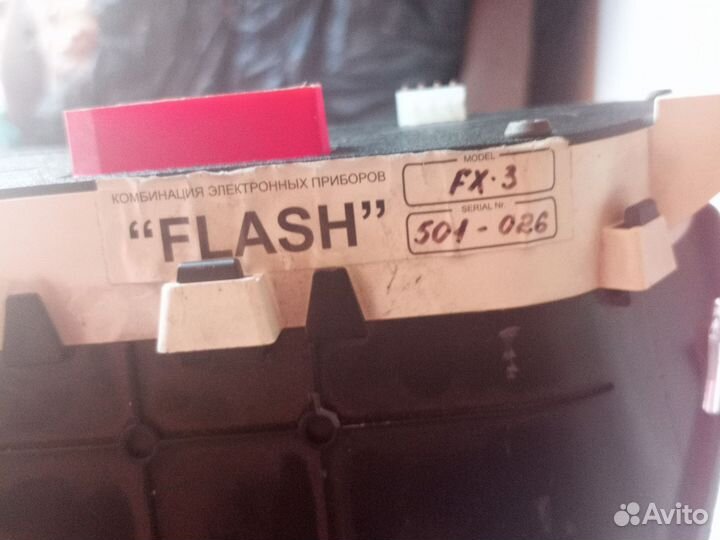 КОМБИНАЦИЯ ЭЛЕКТРОННЫХ ПРИБОРОВ
“FLASH”
MODEL
FX-3
SERIAL Nr.
501-026
Avito